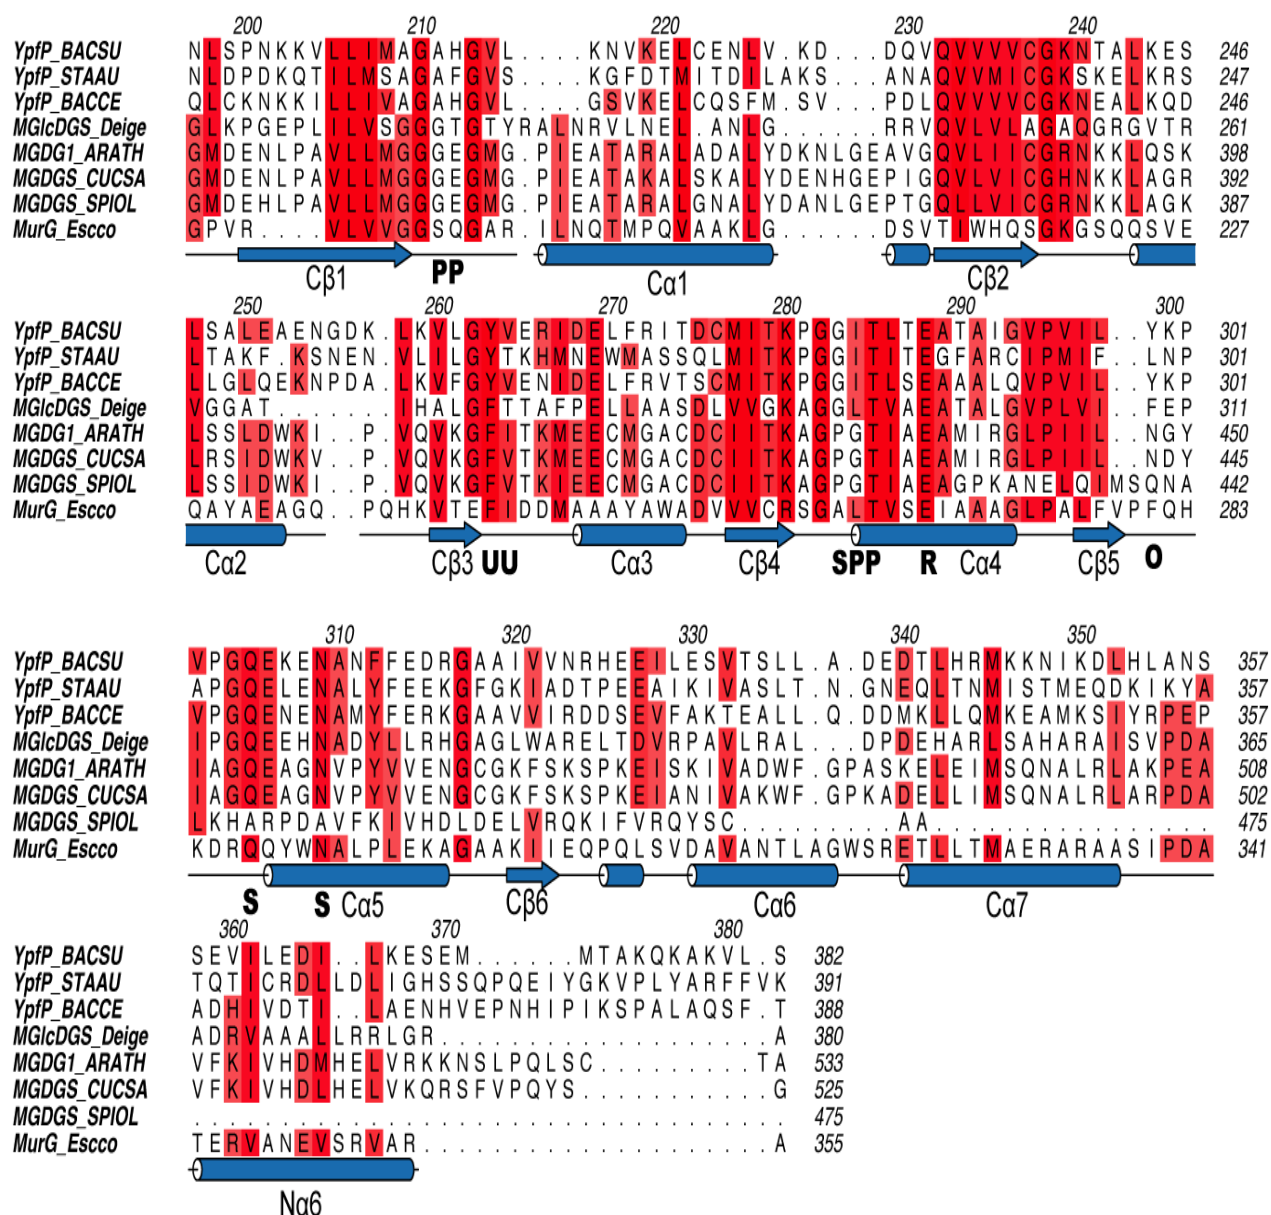 200 210 220 230 240
YpfP_BACSU NLSPNKKVLLIMAGAHGVL....KNVKELCENLV.KD...DQVQVVVVCGKNTALKES 246
YpfP_STAAU NLDPDKQTILMSAGAFGVS....KGFDTMITDILAKS...ANAQVVMICGKSKELKRS 247
YpfP_BACCE QLCKNKKILLIVAGAHGVL....GSVKELCQSFM.SV...PDLQVVVVCGKNEALKQD 246
MGlcDGS_Deige GLKPGEPLILVSGGGTGTYRALNRVLNEL.ANLG......RRVQVLVLAGAQGRGVTR 261
MGDG1_ARATH GMDENLPAVLLMGGGEGMG.PIEATARALADALYDKNLGEAVGQVLIICGRNKKLQSK 398
MGDGS_CUCSA GMDENLPAVLLMGGGEGMG.PIEATAKALSKALYDENHGEPIGQVLVICGHNKKLAGR 392
MGDGS_SPIOL GMDEHLPAVLLMGGGEGMG.PIEATARALGNALYDANLGEPTGQLLVICGRNKKLAGK 387
MurG_Escco GPVR....VLVVGGSQGAR.ILNQTMPQVAAKLG......DSVTIWHQSGKGSQQSVE 227
Cβ1 PP Cα1 Cβ2
250 260 270 280 290 300
YpfP_BACSU LSALEAENGDK.LKVLGYVERIDELFRITDCMITKPGGITLTEATAIGVPVIL..YKP 301
YpfP_STAAU LTAKF.KSNEN.VLILGYTKHMNEWMASSQLMITKPGGITITEGFARCIPMIF..LNP 301
YpfP_BACCE LLGLQEKNPDA.LKVFGYVENIDELFRVTSCMITKPGGITLSEAAALQVPVIL..YKP 301
MGlcDGS_Deige VGGAT.......IHALGFTTAFPELLAASDLVVGKAGGLTVAEATALGVPLVI..FEP 311
MGDG1_ARATH LSSLDWKI..P.VQVKGFITKMEECMGACDCIITKAGPGTIAEAMIRGLPIIL..NGY 450
MGDGS_CUCSA LRSIDWKV..P.VQVKGFVTKMEECMGACDCIITKAGPGTIAEAMIRGLPIIL..NDY 445
MGDGS_SPIOL LSSIDWKI..P.VQVKGFVTKIEECMGACDCIITKAGPGTIAEAGPKANELQIMSQNA 442
MurG_Escco QAYAEAGQ..PQHKVTEFIDDMAAAYAWADVVVCRSGALTVSEIAAAGLPALFVPFQH 283
Cα2 Cβ3 UU Cα3 Cβ4 SPP R Cα4 Cβ5 O
310 320 330 340 350
YpfP_BACSU VPGQEKENANFFEDRGAAIVVNRHEEILESVTSLL.A.DEDTLHRMKKNIKDLHLANS 357
YpfP_STAAU APGQELENALYFEEKGFGKIADTPEEAIKIVASLT.N.GNEQLTNMISTMEQDKIKYA 357
YpfP_BACCE VPGQENENAMYFERKGAAVVIRDDSEVFAKTEALL.Q.DDMKLLQMKEAMKSIYRPEP 357
MGlcDGS_Deige IPGQEEHNADYLLRHGAGLWARELTDVRPAVLRAL...DPDEHARLSAHARAISVPDA 365
MGDG1_ARATH IAGQEAGNVPYVVENGCGKFSKSPKEISKIVADWF.GPASKELEIMSQNALRLAKPEA 508
MGDGS_CUCSA IAGQEAGNVPYVVENGCGKFSKSPKEIANIVAKWF.GPKADELLIMSQNALRLARPDA 502
MGDGS_SPIOL LKHARPDAVFKIVHDLDELVRQKIFVRQYSC.........AA................ 475
MurG_Escco KDRQQYWNALPLEKAGAAKIIEQPQLSVDAVANTLAGWSRETLLTMAERARAASIPDA 341
S S Cα5 Cβ6 Cα6 Cα7
360 370 380
YpfP_BACSU SEVILEDI..LKESEM......MTAKQKAKVL.S 382
YpfP_STAAU TQTICRDLLDLIGHSSQPQEIYGKVPLYARFFVK 391
YpfP_BACCE ADHIVDTI..LAENHVEPNHIPIKSPALAQSF.T 388
MGlcDGS_Deige ADRVAAALLRRLGR...................A 380
MGDG1_ARATH VFKIVHDMHELVRKKNSLPQLSC.........TA 533
MGDGS_CUCSA VFKIVHDLHELVKQRSFVPQYS...........G 525
MGDGS_SPIOL .................................. 475
MurG_Escco TERVANEVSRVAR....................A 355
Nα6